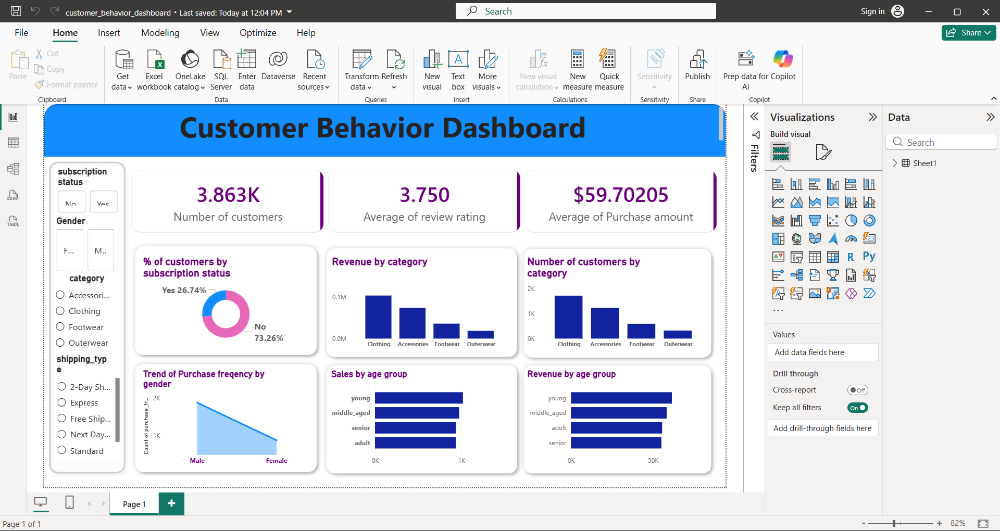 customer_behavior_dashboard • Last saved: Today at 12:04 PM
Search
Sign in
File
Home
Insert
Modeling
View
Optimize
Help
Share
Paste
Cut
Copy
Format painter
Clipboard
Get data
Excel workbook
OneLake catalog
SQL Server
Enter data
Dataverse
Recent sources
Data
Transform data
Refresh
Queries
New visual
Text box
More visuals
Insert
New visual calculation
New measure
Quick measure
Calculations
Sensitivity
Sensitivity
Publish
Share
Prep data for AI
Copilot
Copilot
Customer Behavior Dashboard
subscription
status
No
Yes
Gender
F...
M...
category
Accessori...
Clothing
Footwear
Outerwear
shipping_typ
e
2-Day Sh...
Express
Free Ship...
Next Day...
Standard
3.863K
Number of customers
3.750
Average of review rating
$59.70205
Average of Purchase amount
% of customers by
subscription status
Yes 26.74%
No
73.26%
Revenue by category
0.1M
0.0M
Clothing
Accessories
Footwear
Outerwear
Number of customers by
category
2K
1K
0K
Clothing
Accessories
Footwear
Outerwear
Trend of Purchase freqency by
gender
Count of purchase_fr...
2K
1K
Male
Female
Sales by age group
young
middle_aged
senior
adult
0K
1K
Revenue by age group
young
middle_aged
adult
senior
0K
50K
Filters
Visualizations
Build visual
123
R
Py
...
Values
Add data fields here
Drill through
Cross-report
Off
Keep all filters
On
Add drill-through fields here
Data
Search
Sheet1
DAX
TMDL
Page 1
Page 1 of 1
- + 82%